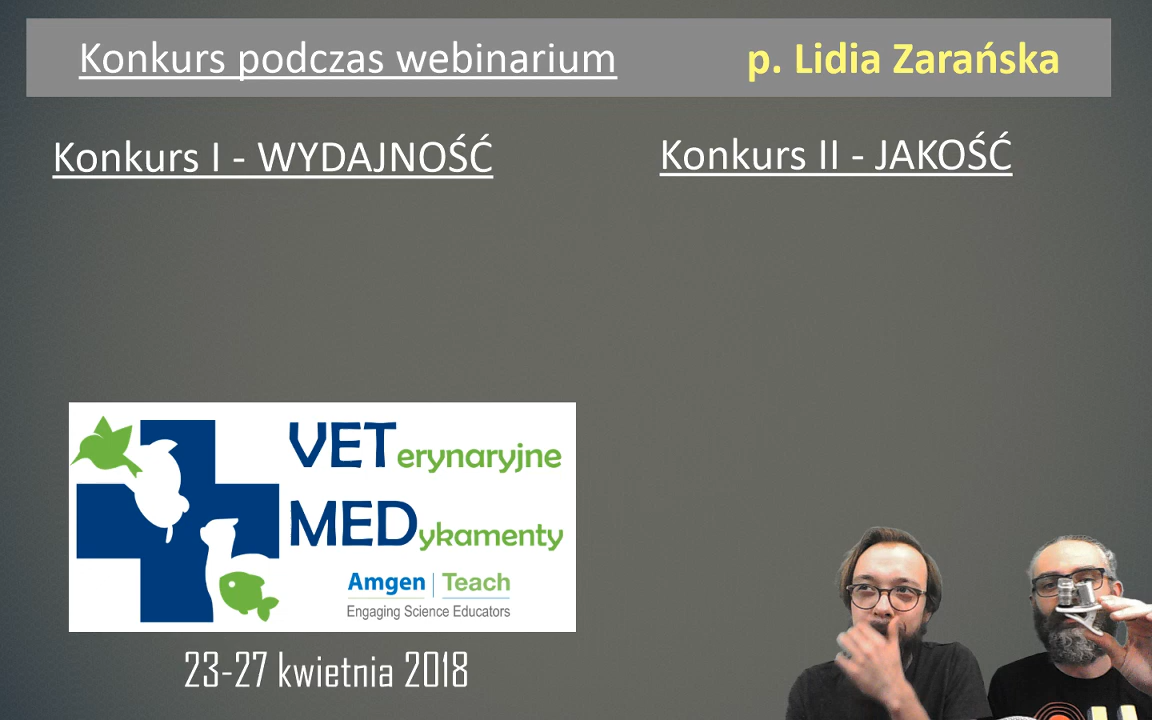 Konkurs podczas webinarium
p. Lidia Zarańska
Konkurs I - WYDAJNOŚĆ
Konkurs II - JAKOŚĆ
VETerynaryjne
MEDykamenty
Amgen | Teach
Engaging Science Educators
23-27 kwietnia 2018